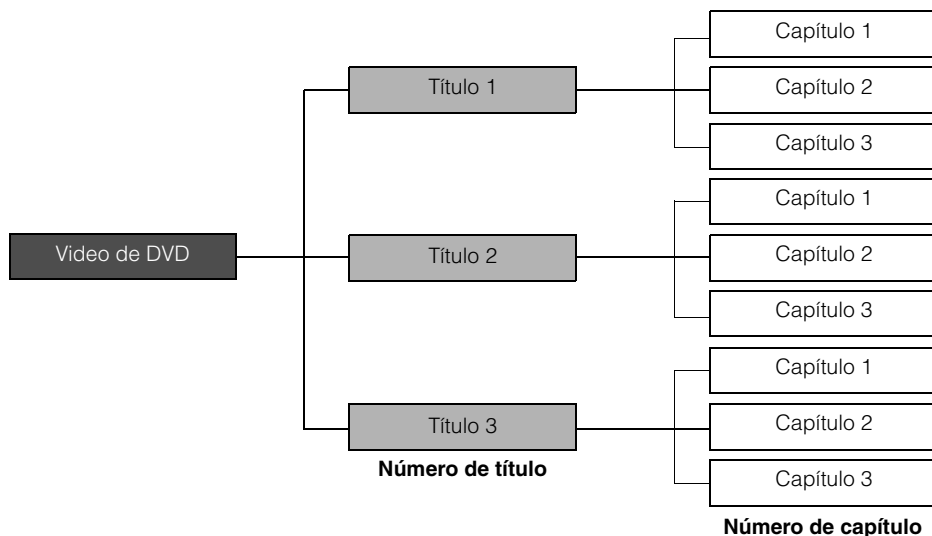 Video de DVD
Título 1
Capítulo 1
Capítulo 2
Capítulo 3
Título 2
Capítulo 1
Capítulo 2
Capítulo 3
Título 3
Capítulo 1
Capítulo 2
Capítulo 3
Número de título
Número de capítulo